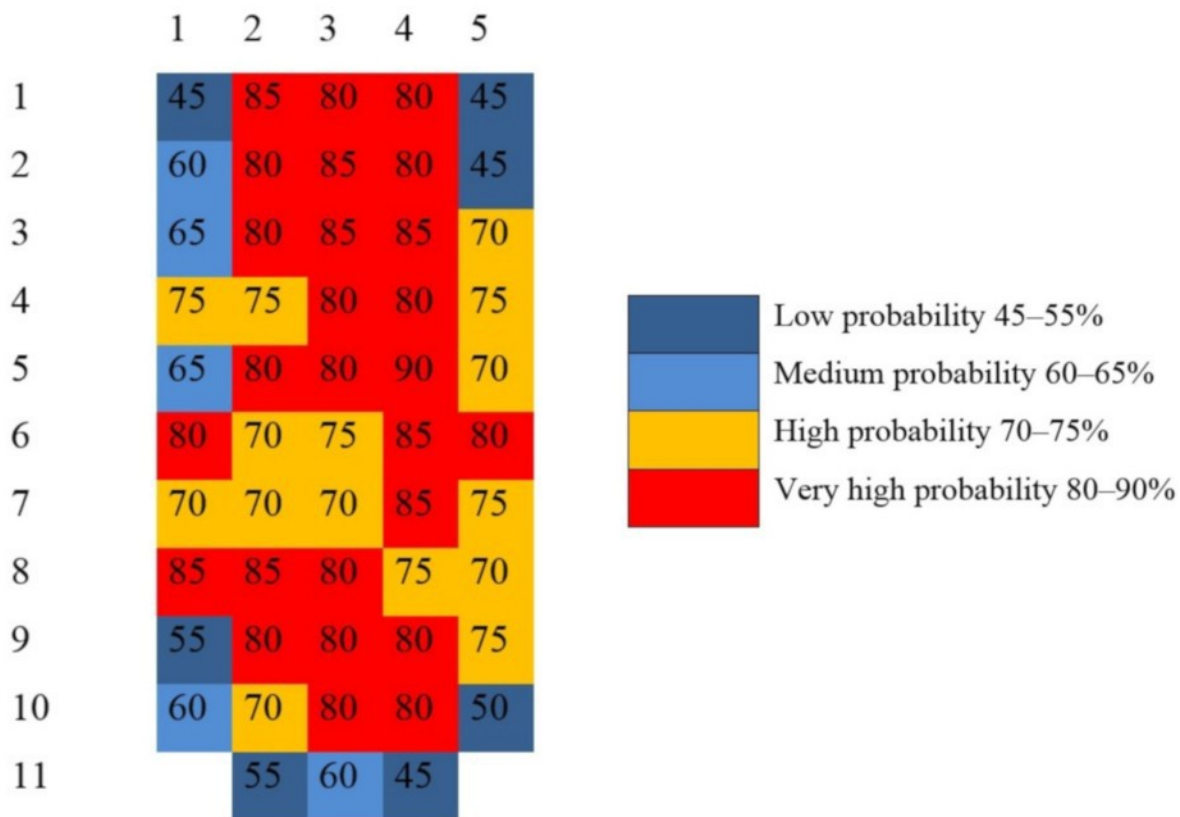 1 2 3 4 5
1 45 85 80 80 45
2 60 80 85 80 45
3 65 80 85 85 70
4 75 75 80 80 75
5 65 80 80 90 70
6 80 70 75 85 80
7 70 70 70 85 75
8 85 85 80 75 70
9 55 80 80 80 75
10 60 70 80 80 50
11 55 60 45
Low probability 45–55%
Medium probability 60–65%
High probability 70–75%
Very high probability 80–90%